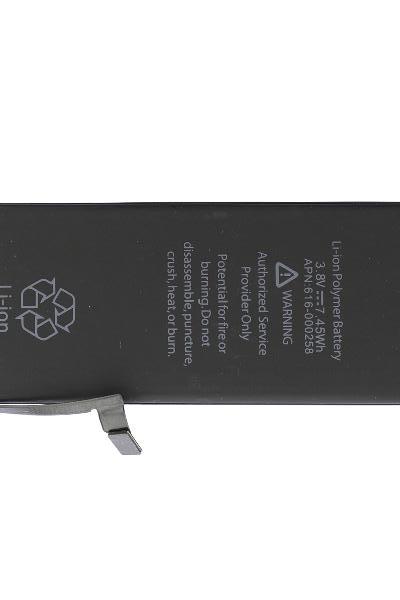 Li-ion Polymer Battery
3.8V⎓7.45Wh
APN:616-000258
WARNING
Authorized Service
Provider Only
Potential for fire or
burning. Do not
disassemble,puncture,
crush,heat,or burn.
Li-ion